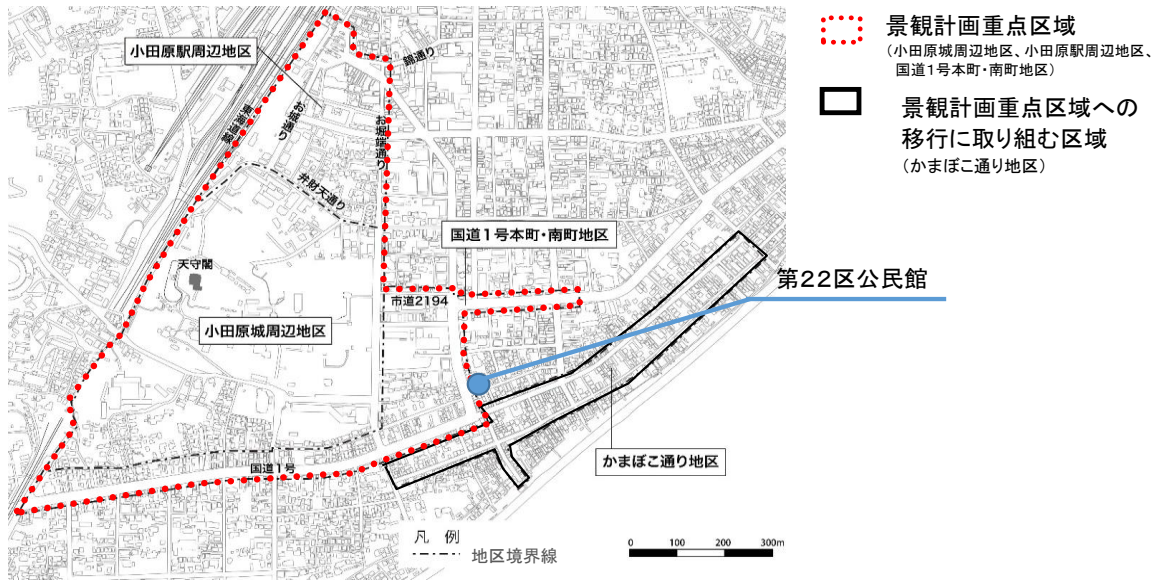 景観計画重点区域
(小田原城周辺地区、小田原駅周辺地区、
国道1号本町・南町地区)
景観計画重点区域への
移行に取り組む区域
(かまぼこ通り地区)
小田原駅周辺地区
錦通り
お城通り
東海道線
お堀端通り
弁財天通り
国道1号本町・南町地区
天守閣
市道2194
第22区公民館
小田原城周辺地区
かまぼこ通り地区
国道1号
凡 例
地区境界線
0 100 200 300m